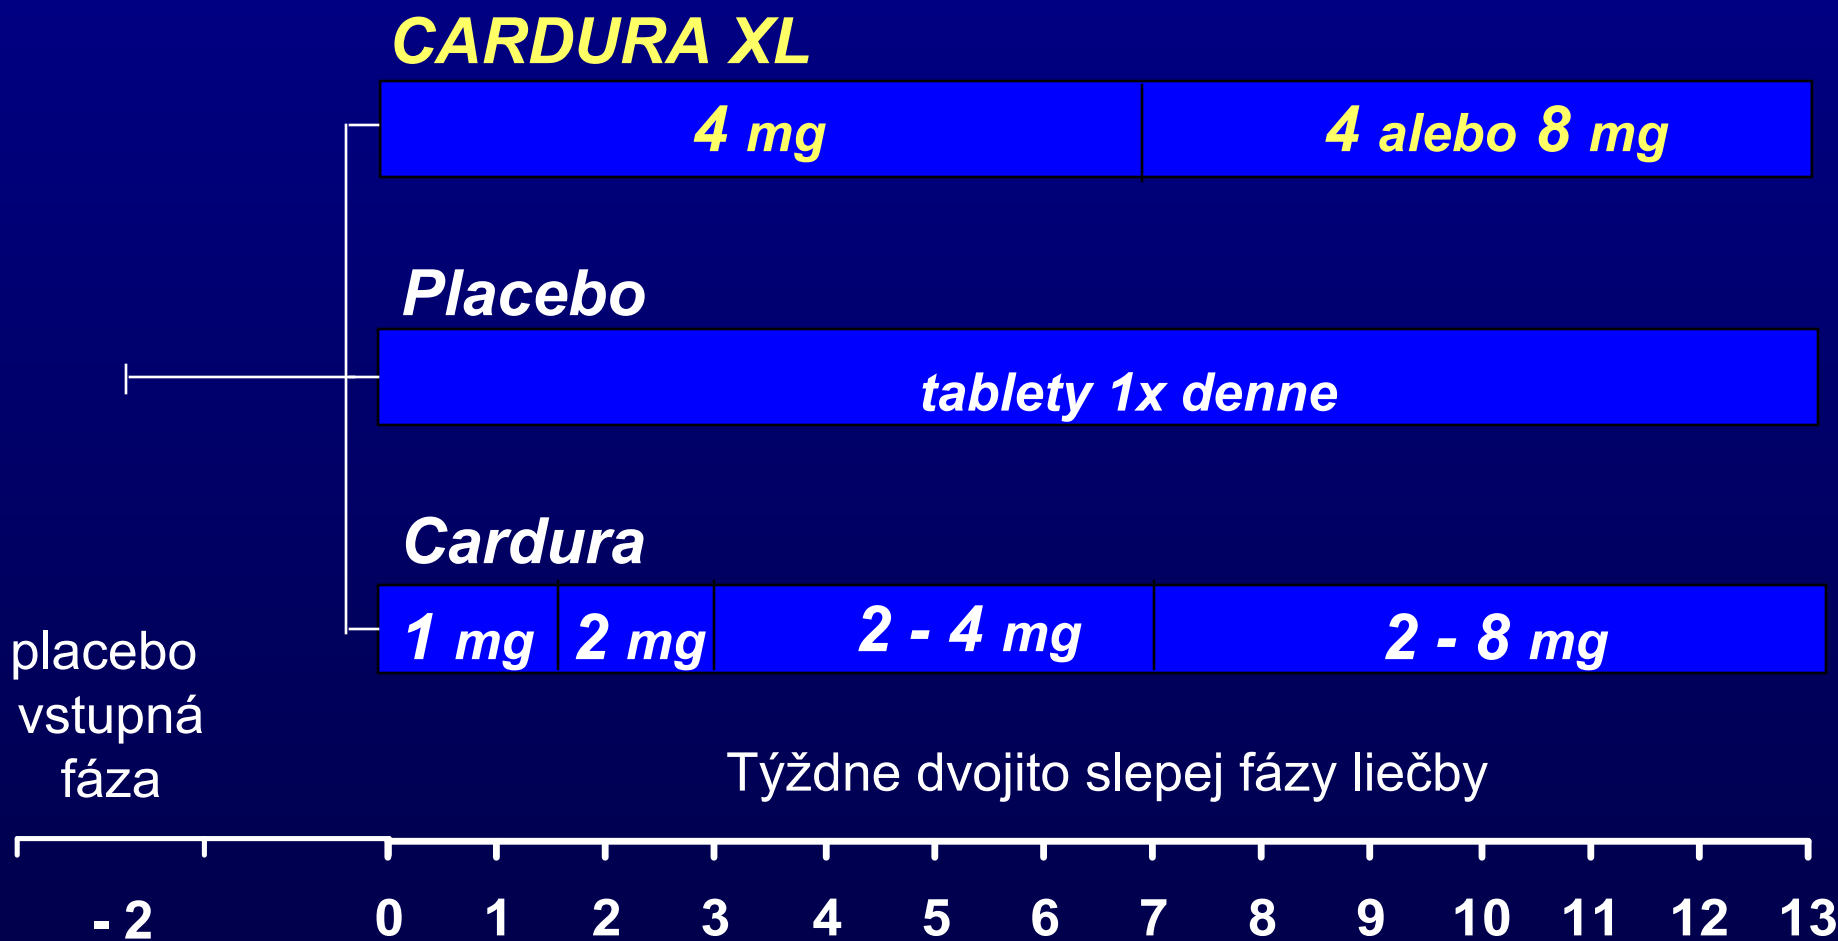 CARDURA XL
4 mg 4 alebo 8 mg
Placebo
tablety 1x denne
Cardura
1 mg 2 mg 2 - 4 mg 2 - 8 mg
placebo
vstupná
fáza
Týždne dvojito slepej fázy liečby
- 2 0 1 2 3 4 5 6 7 8 9 10 11 12 13